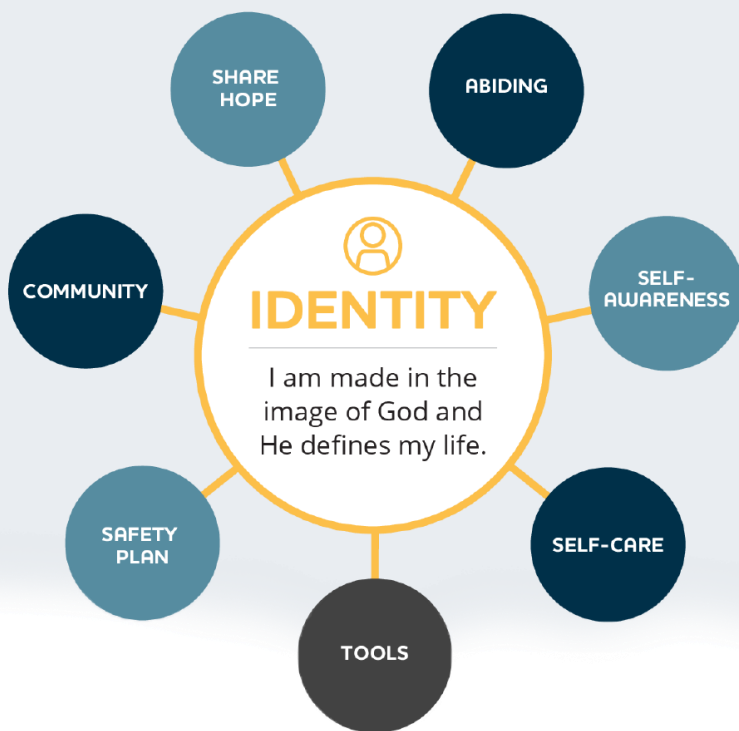 SHARE
HOPE
ABIDING
COMMUNITY
SELF-
AWARENESS
IDENTITY
I am made in the
image of God and
He defines my life.
SAFETY
PLAN
SELF-CARE
TOOLS